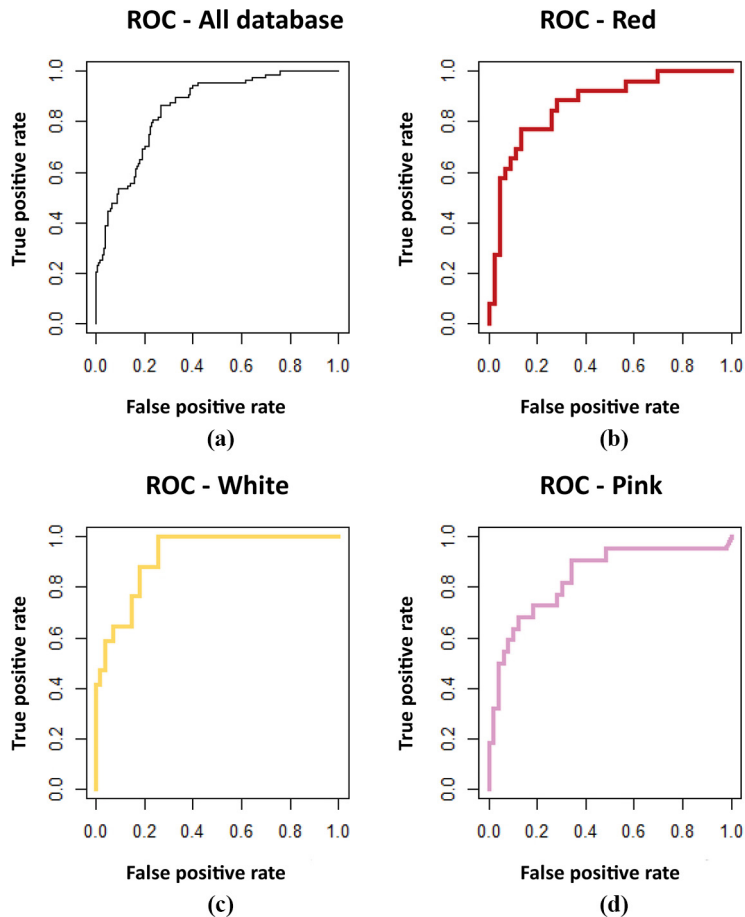 ROC - All database
True positive rate
1.0
0.8
0.6
0.4
0.2
0.0
0.0 0.2 0.4 0.6 0.8 1.0
False positive rate
(a)
ROC - Red
True positive rate
1.0
0.8
0.6
0.4
0.2
0.0
0.0 0.2 0.4 0.6 0.8 1.0
False positive rate
(b)
ROC - White
True positive rate
1.0
0.8
0.6
0.4
0.2
0.0
0.0 0.2 0.4 0.6 0.8 1.0
False positive rate
(c)
ROC - Pink
True positive rate
1.0
0.8
0.6
0.4
0.2
0.0
0.0 0.2 0.4 0.6 0.8 1.0
False positive rate
(d)